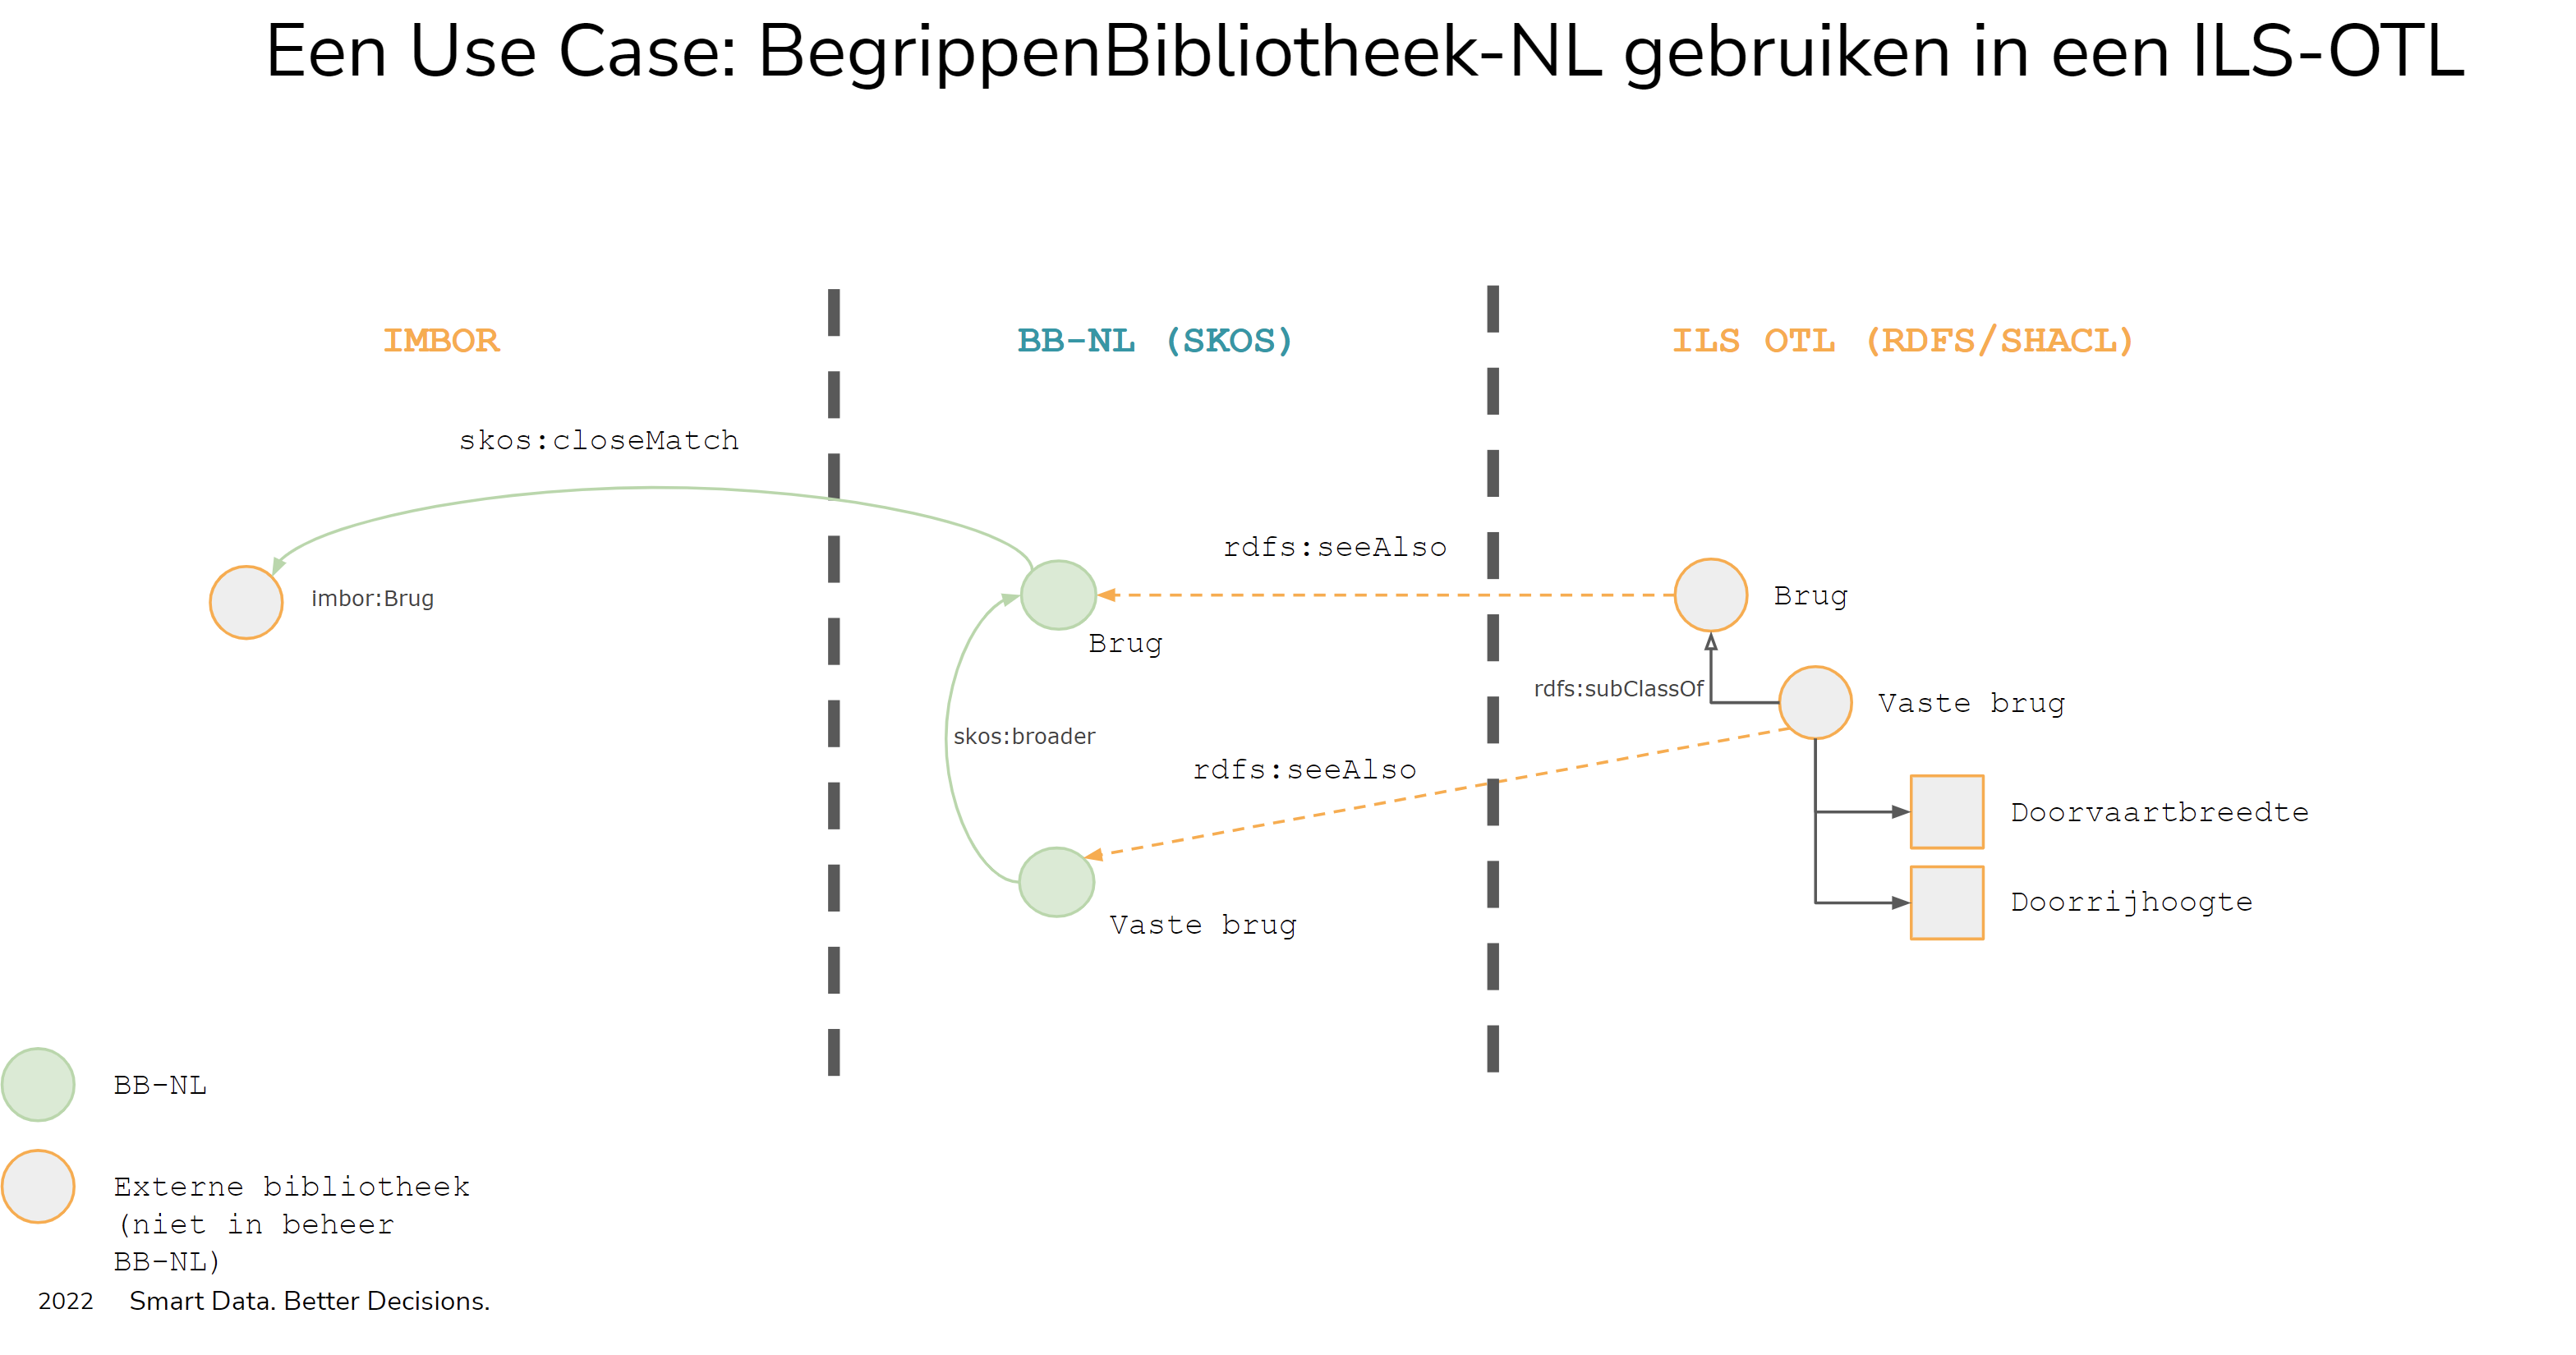 Een Use Case: BegrippenBibliotheek-NL gebruiken in een ILS-OTL
IMBOR
BB-NL (SKOS)
ILS OTL (RDFS/SHACL)
skos:closeMatch
rdfs:seeAlso
imbor:Brug
Brug
Brug
rdfs:subClassOf
Vaste brug
skos:broader
rdfs:seeAlso
Doorvaartbreedte
Doorrijhoogte
Vaste brug
BB-NL
Externe bibliotheek
(niet in beheer
BB-NL)
2022 Smart Data. Better Decisions.